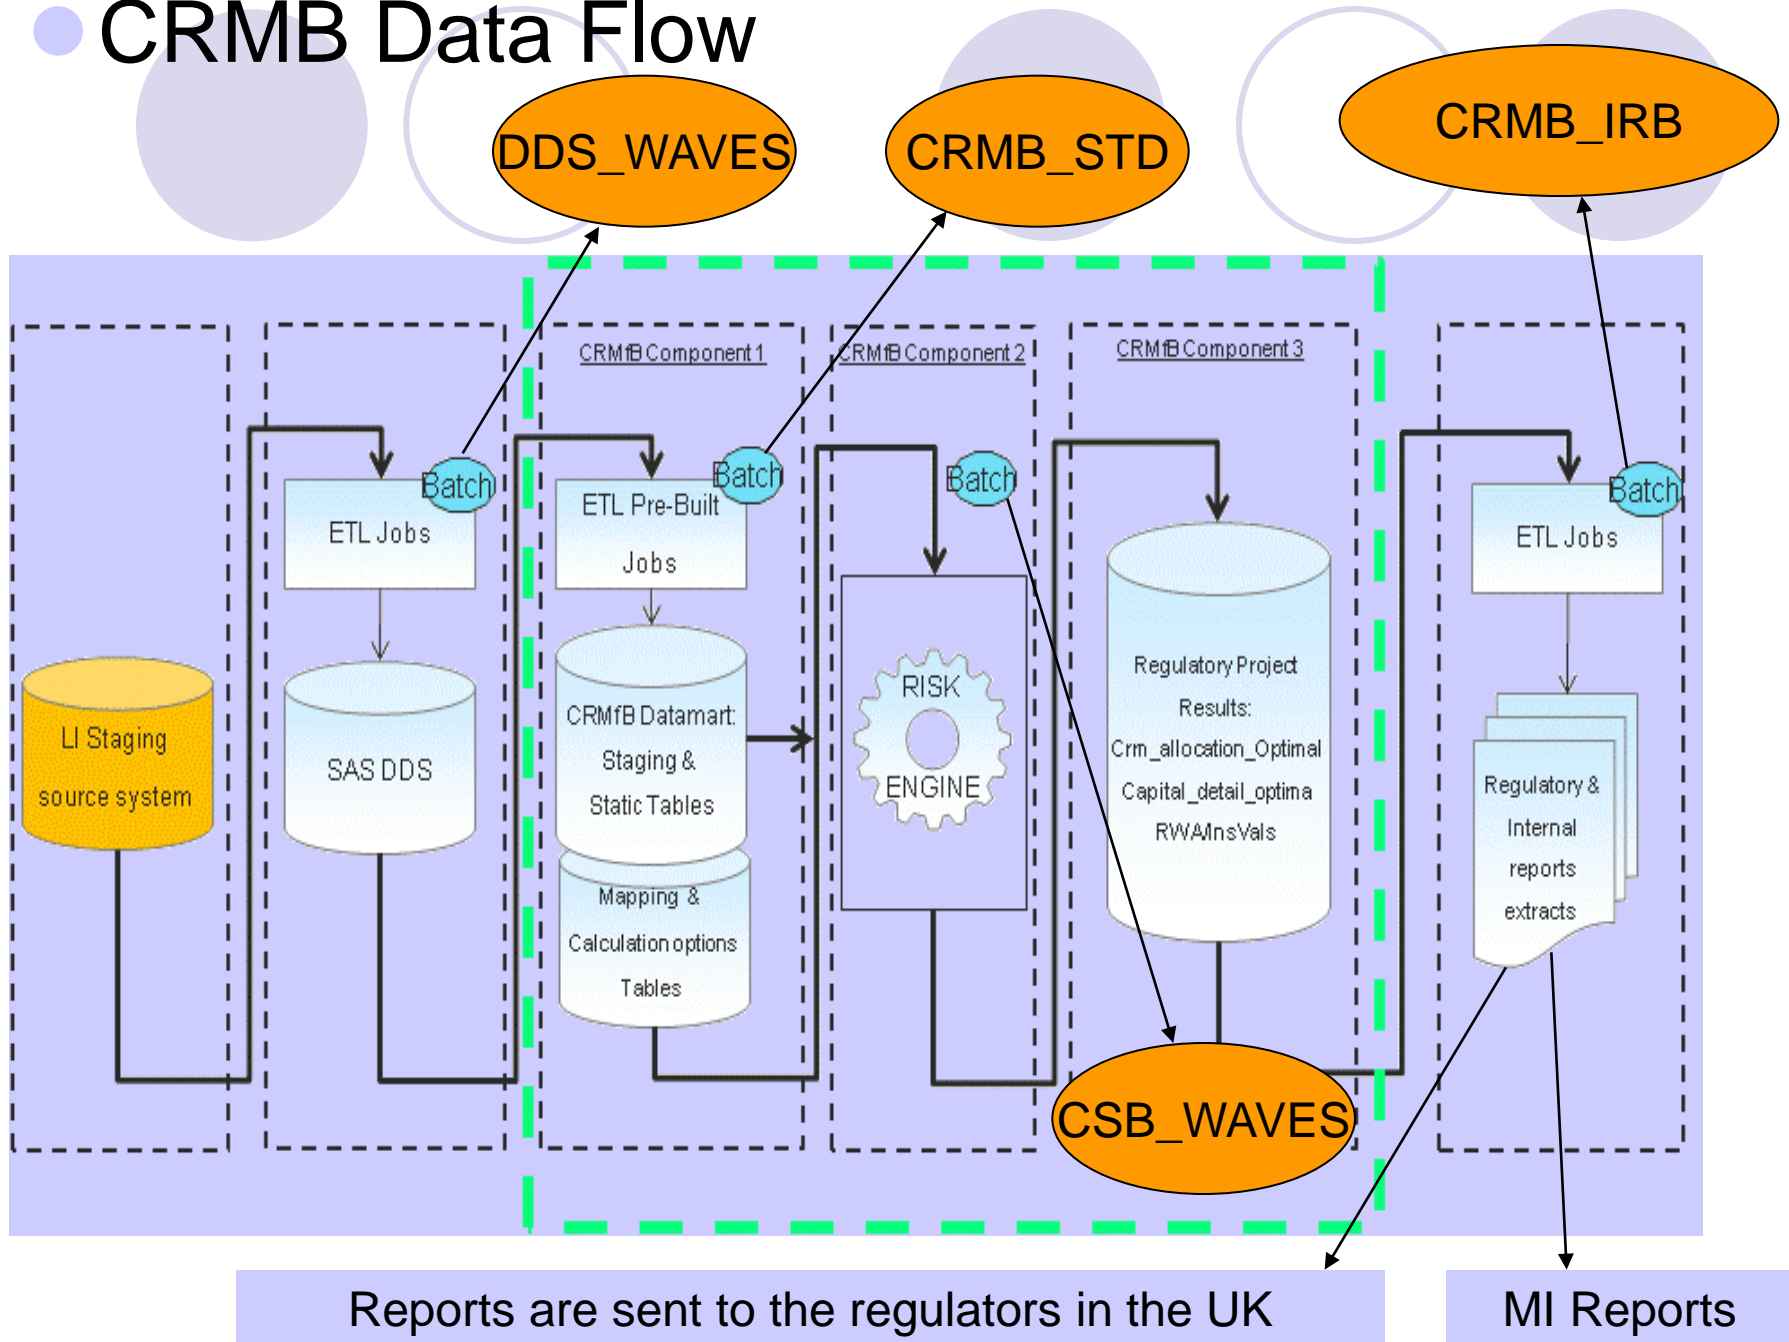 CRMB Data Flow
DDS_WAVES
CRMB_STD
CRMB_IRB
CRMfB Component 1
CRMfB Component 2
CRMfB Component 3
Batch
ETL Jobs
Batch
ETL Pre-Built
Jobs
Batch
Batch
ETL Jobs
LI Staging
source system
SAS DDS
CRMfB Datamart:
Staging &
Static Tables
Mapping &
Calculation options
Tables
RISK
ENGINE
Regulatory Project
Results:
Crm_allocation_Optimal
Capital_detail_optima
RWA/InsVals
Regulatory &
Internal
reports
extracts
CSB_WAVES
Reports are sent to the regulators in the UK
MI Reports